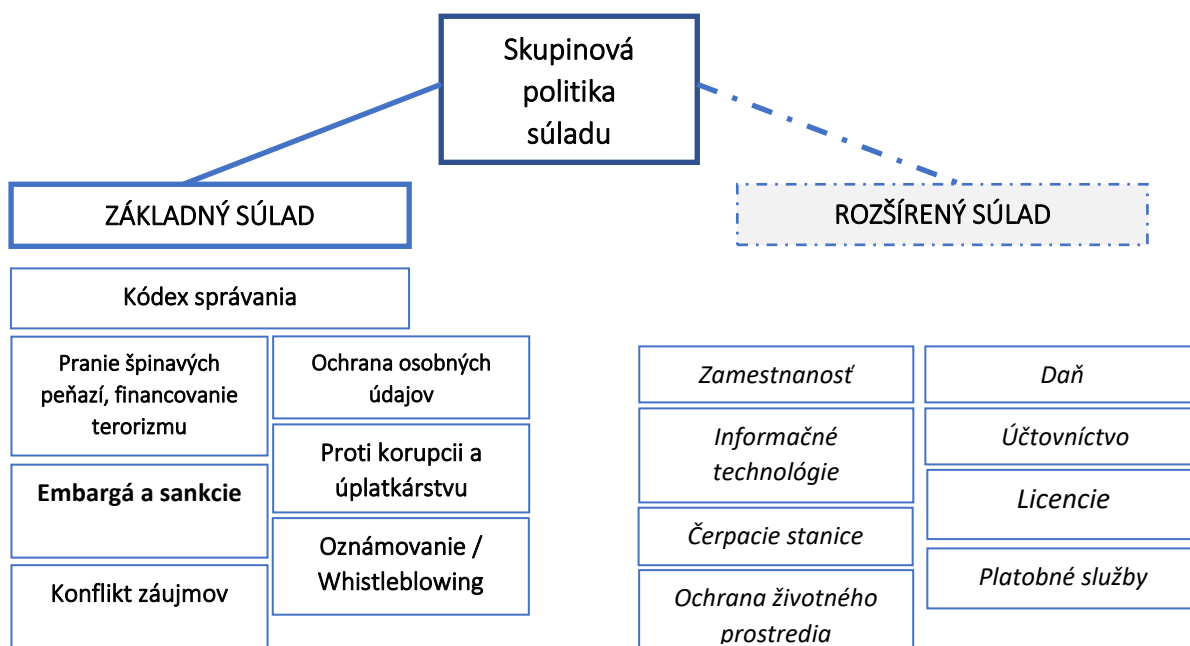 Skupinová
politika
súladu
ZÁKLADNÝ SÚLAD
ROZŠÍRENÝ SÚLAD
Kódex správania
Pranie špinavých
peňazí, financovanie
terorizmu
Ochrana osobných
údajov
Proti korupcii a
úplatkárstvu
Embargá a sankcie
Oznámovanie /
Whistleblowing
Konflikt záujmov
Zamestnanosť
Daň
Informačné
technológie
Účtovníctvo
Licencie
Čerpacie stanice
Platobné služby
Ochrana životného
prostredia